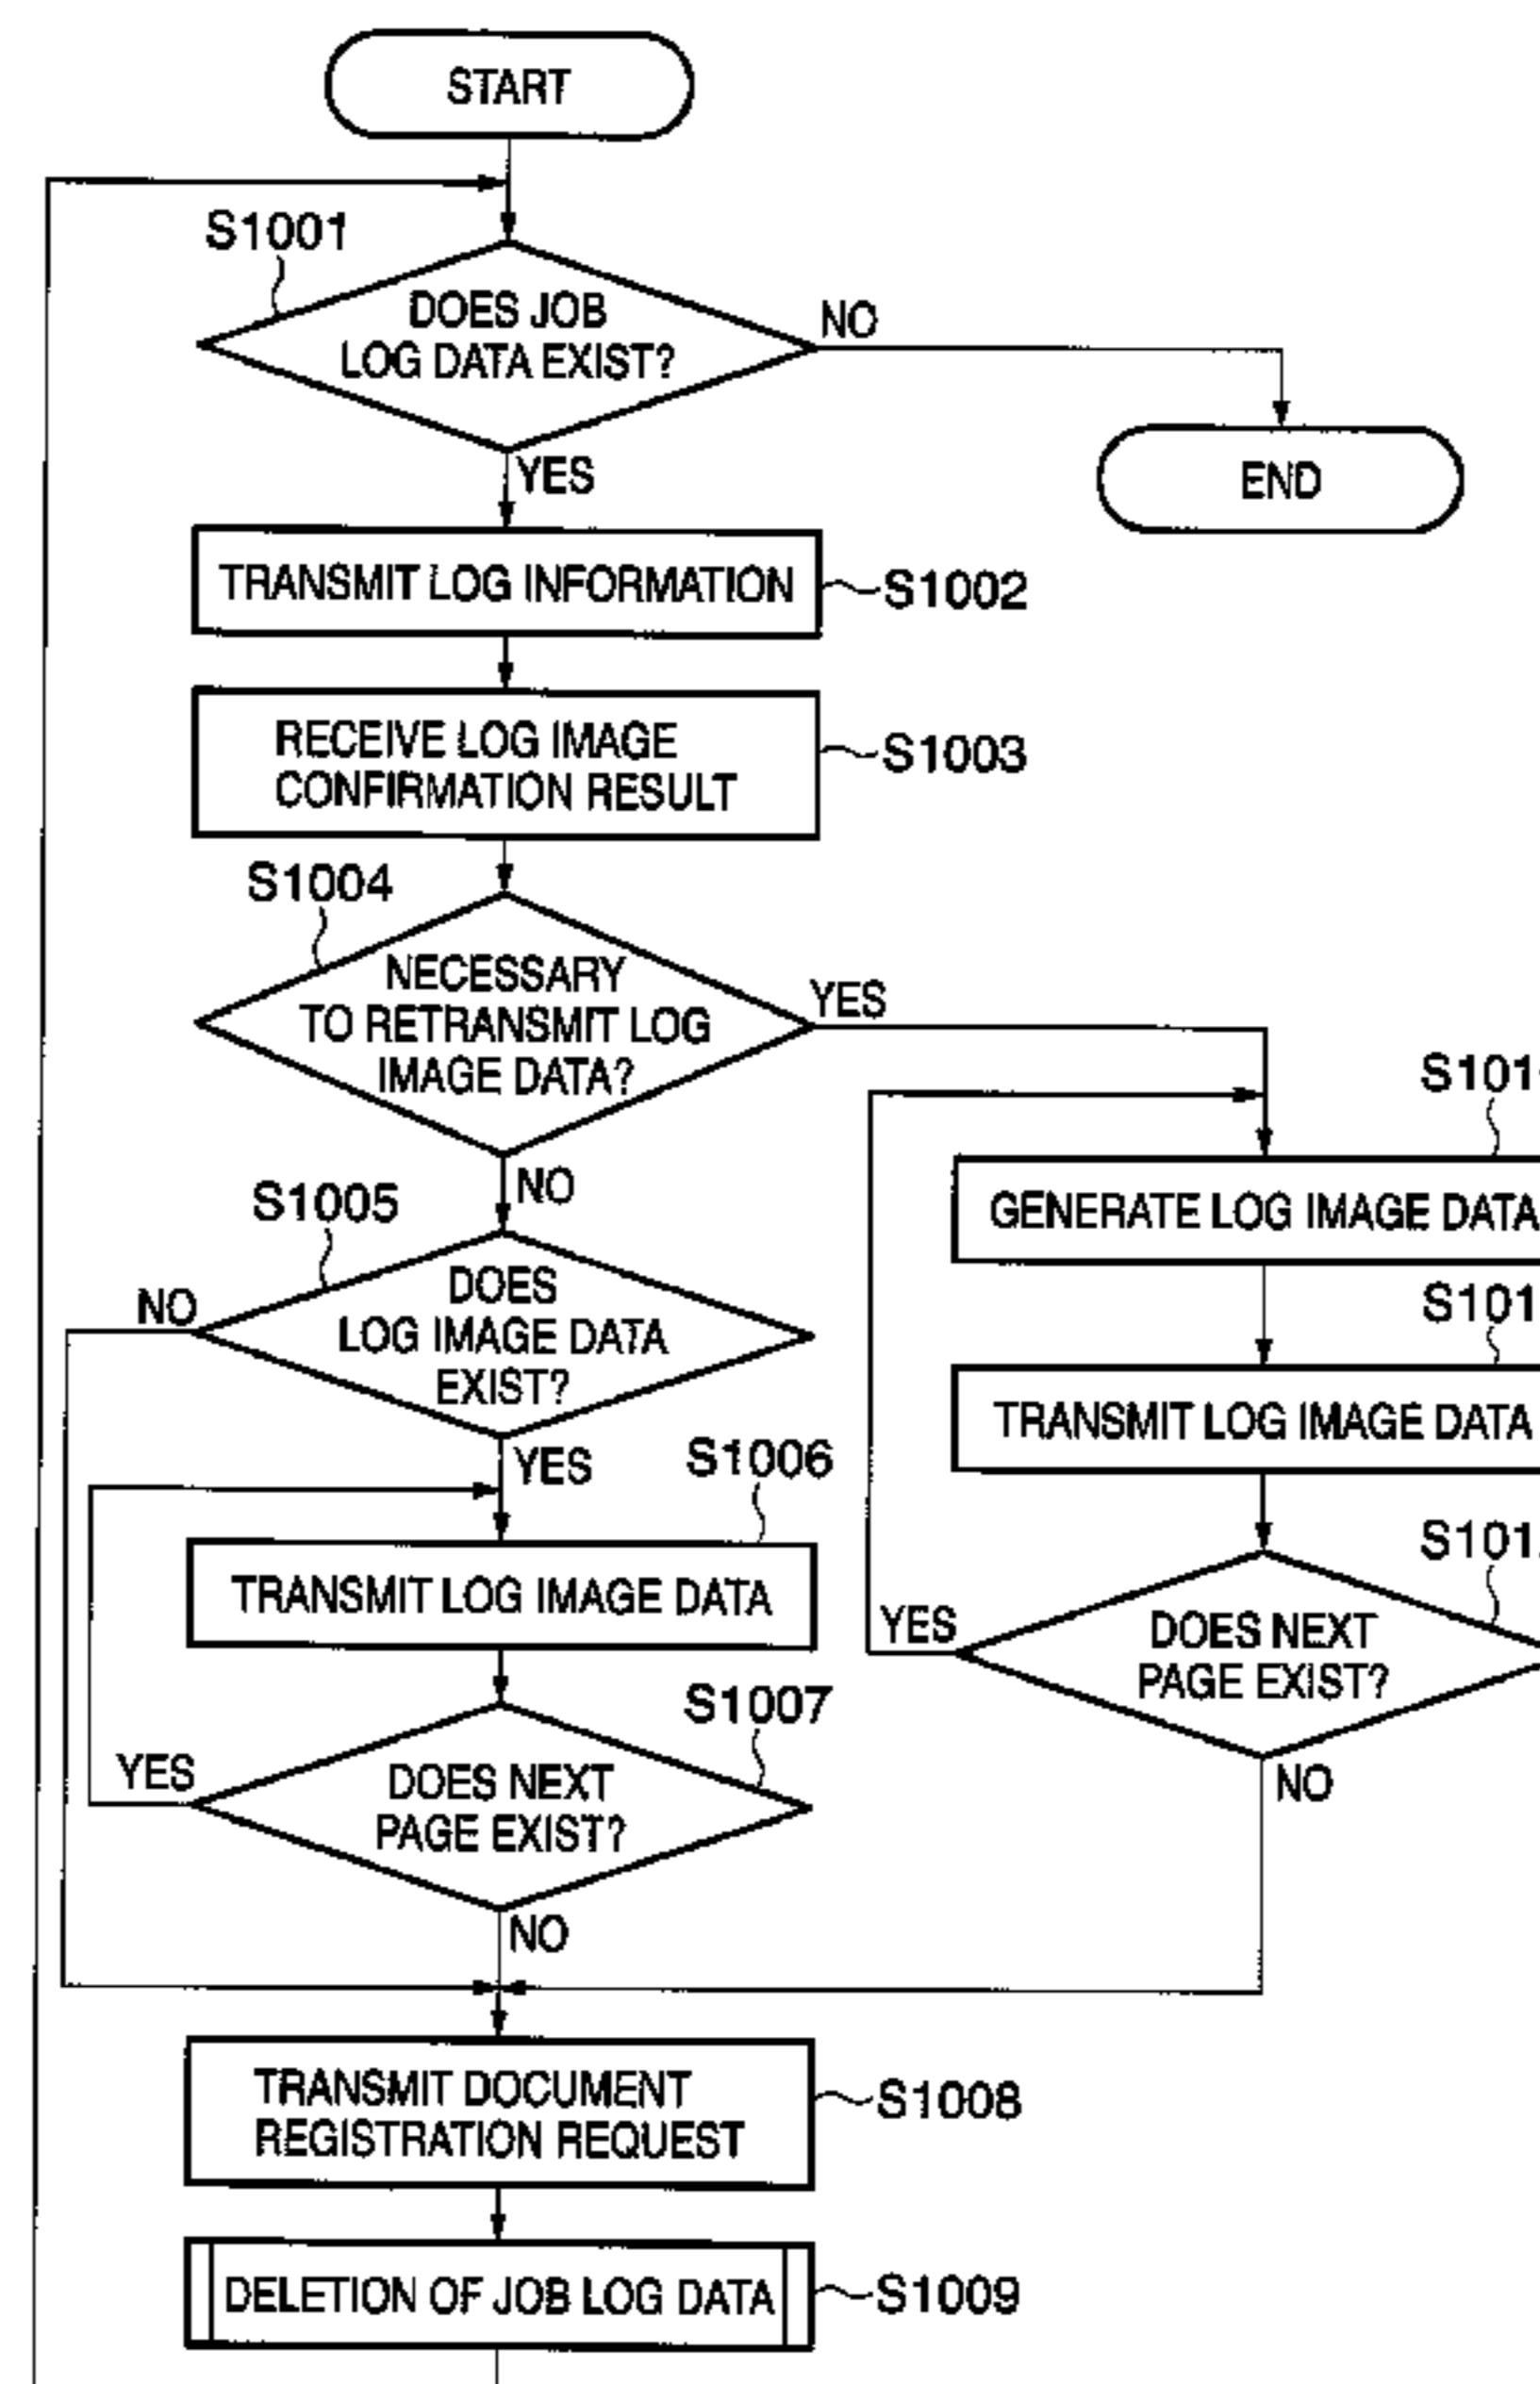 START
S1001
DOES JOB
LOG DATA EXIST?
NO
END
YES
TRANSMIT LOG INFORMATION
S1002
RECEIVE LOG IMAGE
CONFIRMATION RESULT
S1003
S1004
NECESSARY
TO RETRANSMIT LOG
IMAGE DATA?
YES
NO
S1005
DOES
LOG IMAGE DATA
EXIST?
NO
YES
S1006
TRANSMIT LOG IMAGE DATA
S1007
DOES NEXT
PAGE EXIST?
YES
NO
GENERATE LOG IMAGE DATA
TRANSMIT LOG IMAGE DATA
DOES NEXT
PAGE EXIST?
YES
NO
TRANSMIT DOCUMENT
REGISTRATION REQUEST
S1008
DELETION OF JOB LOG DATA
S1009